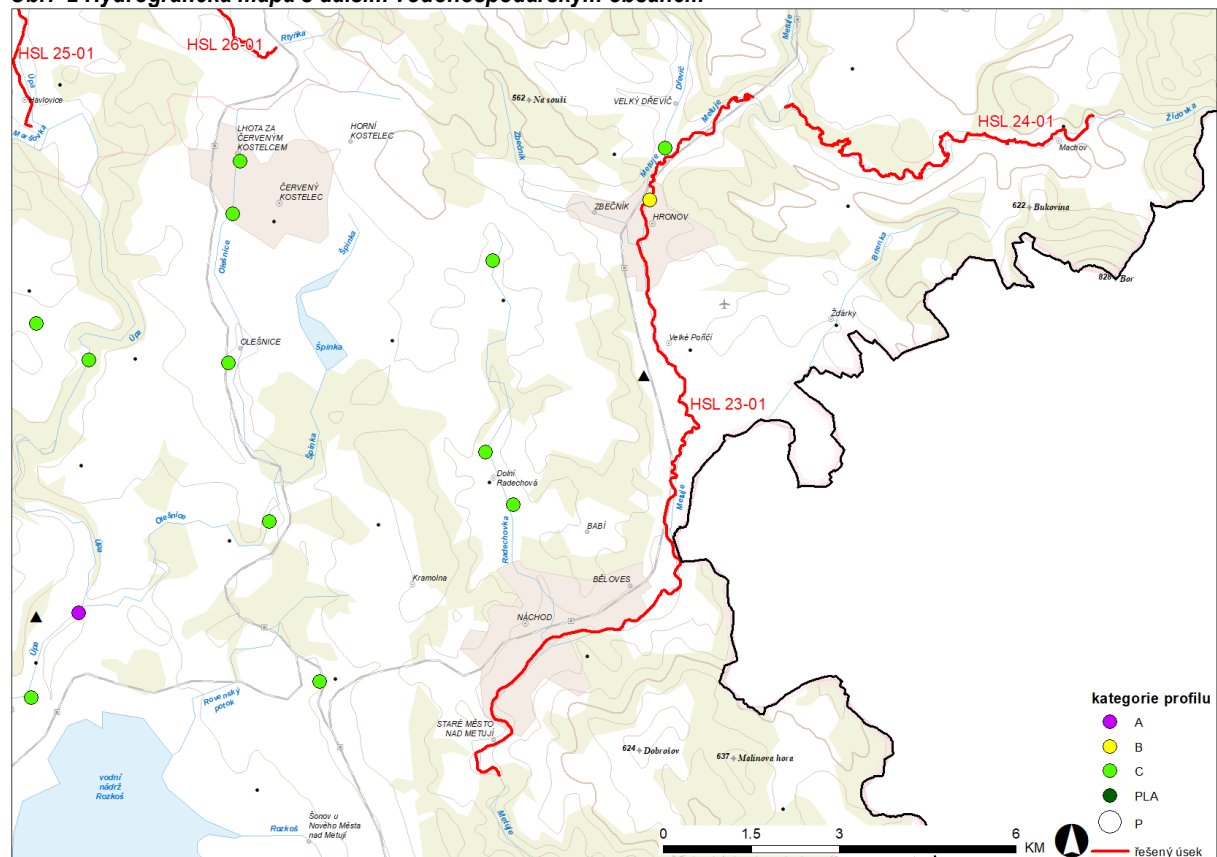 HSL 25-01
HSL 26-01
Rtyňka
Úpa
Havlovice
Maršovka
LHOTA ZA
ČERVENÝM
KOSTELCEM
HORNÍ
KOSTELEC
ČERVENÝ
KOSTELEC
562 Na souši
VELKÝ DŘEVÍČ
Dřevíč
Metuje
Metuje
Metuje
Zbečník
ZBEČNÍK
HRONOV
HSL 24-01
Machov
Židovka
622 Bukovina
Bor
Brlenka
Žďárky
Velké Poříčí
Olešnice
Špinka
Špinka
Úpa
OLEŠNICE
Špinka
HSL 23-01
Dolní
Radechová
Metuje
Radechovka
BABÍ
Olešnice
Úpa
Kramolna
BĚLOVES
NÁCHOD
Úpa
Rovenský
potok
STARÉ MĚSTO
NAD METUJÍ
624 Dobrošov
637 Malinova hora
vodní
nádrž
Rozkoš
Rozkoš
Šonov u
Nového Města
nad Metují
Metuje
kategorie profilu
A
B
C
PLA
P
řešený úsek
0 1.5 3 6
KM